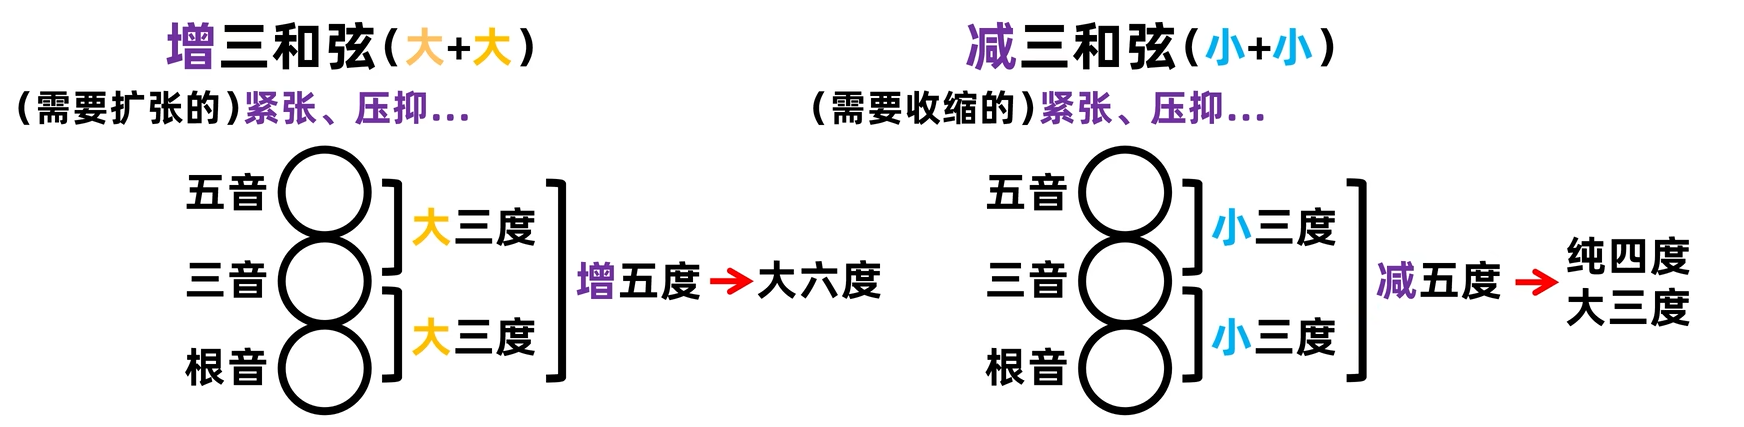 增三和弦(大+大)
(需要扩张的)紧张、压抑...
五音
大三度
三音
增五度→大六度
大三度
根音
减三和弦(小+小)
(需要收缩的)紧张、压抑...
五音
小三度
三音
减五度→纯四度
大三度
小三度
根音